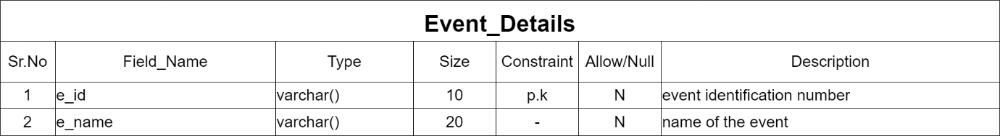 Event_Details
Sr.No Field_Name Type Size Constraint Allow/Null Description
1 e_id varchar() 10 p.k N event identification number
2 e_name varchar() 20 - N name of the event